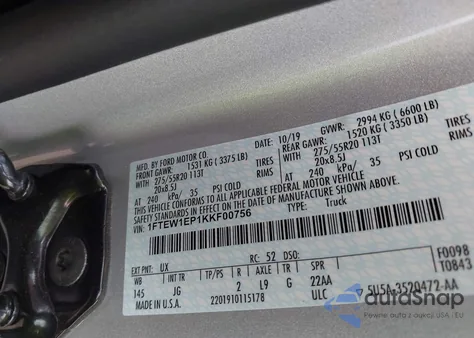 MFD. BY FORD MOTOR CO.
10/19 GVWR: 2994 KG (6600 LB)
FRONT GAWR: 1531 KG (3375 LB) REAR GAWR: 1520 KG (3350 LB)
WITH 275/55R20 113T TIRES WITH 275/55R20 113T TIRES
20x8.5J RIMS 20x8.5J RIMS
AT 240 kPa/ 35 PSI COLD AT 240 kPa/ 35 PSI COLD
THIS VEHICLE CONFORMS TO ALL APPLICABLE FEDERAL MOTOR VEHICLE
SAFETY STANDARDS IN EFFECT ON THE DATE OF MANUFACTURE SHOWN ABOVE.
VIN: 1FTEW1EP1KKF00756
TYPE: Truck
F0098
T0843
EXT PNT: UX RC: 52 DSO:
WB INT TR TP/PS R AXLE TR SPR
145 JG 2 L9 G 22AA
MADE IN U.S.A. 2201910115178 ULC
5U5A-3520472-AA
autoSnap